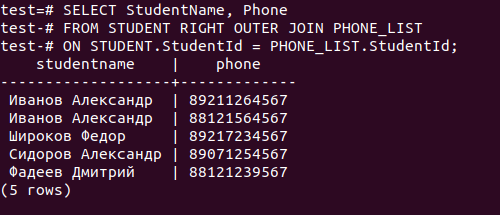 test=# SELECT StudentName, Phone
test-# FROM STUDENT RIGHT OUTER JOIN PHONE_LIST
test-# ON STUDENT.StudentId = PHONE_LIST.StudentId;
    studentname    |    phone
-------------------+-------------
 Иванов Александр  | 89211264567
 Иванов Александр  | 88121564567
 Широков Федор     | 89217234567
 Сидоров Александр | 89071254567
 Фадеев Дмитрий    | 88121239567
(5 rows)